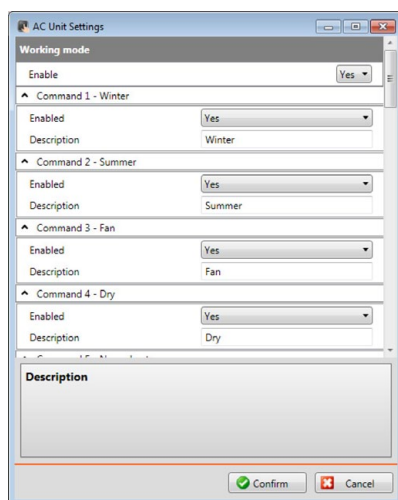 AC Unit Settings
Working mode
Enable Yes
Command 1 - Winter
Enabled Yes
Description Winter
Command 2 - Summer
Enabled Yes
Description Summer
Command 3 - Fan
Enabled Yes
Description Fan
Command 4 - Dry
Enabled Yes
Description Dry
Description
Confirm Cancel